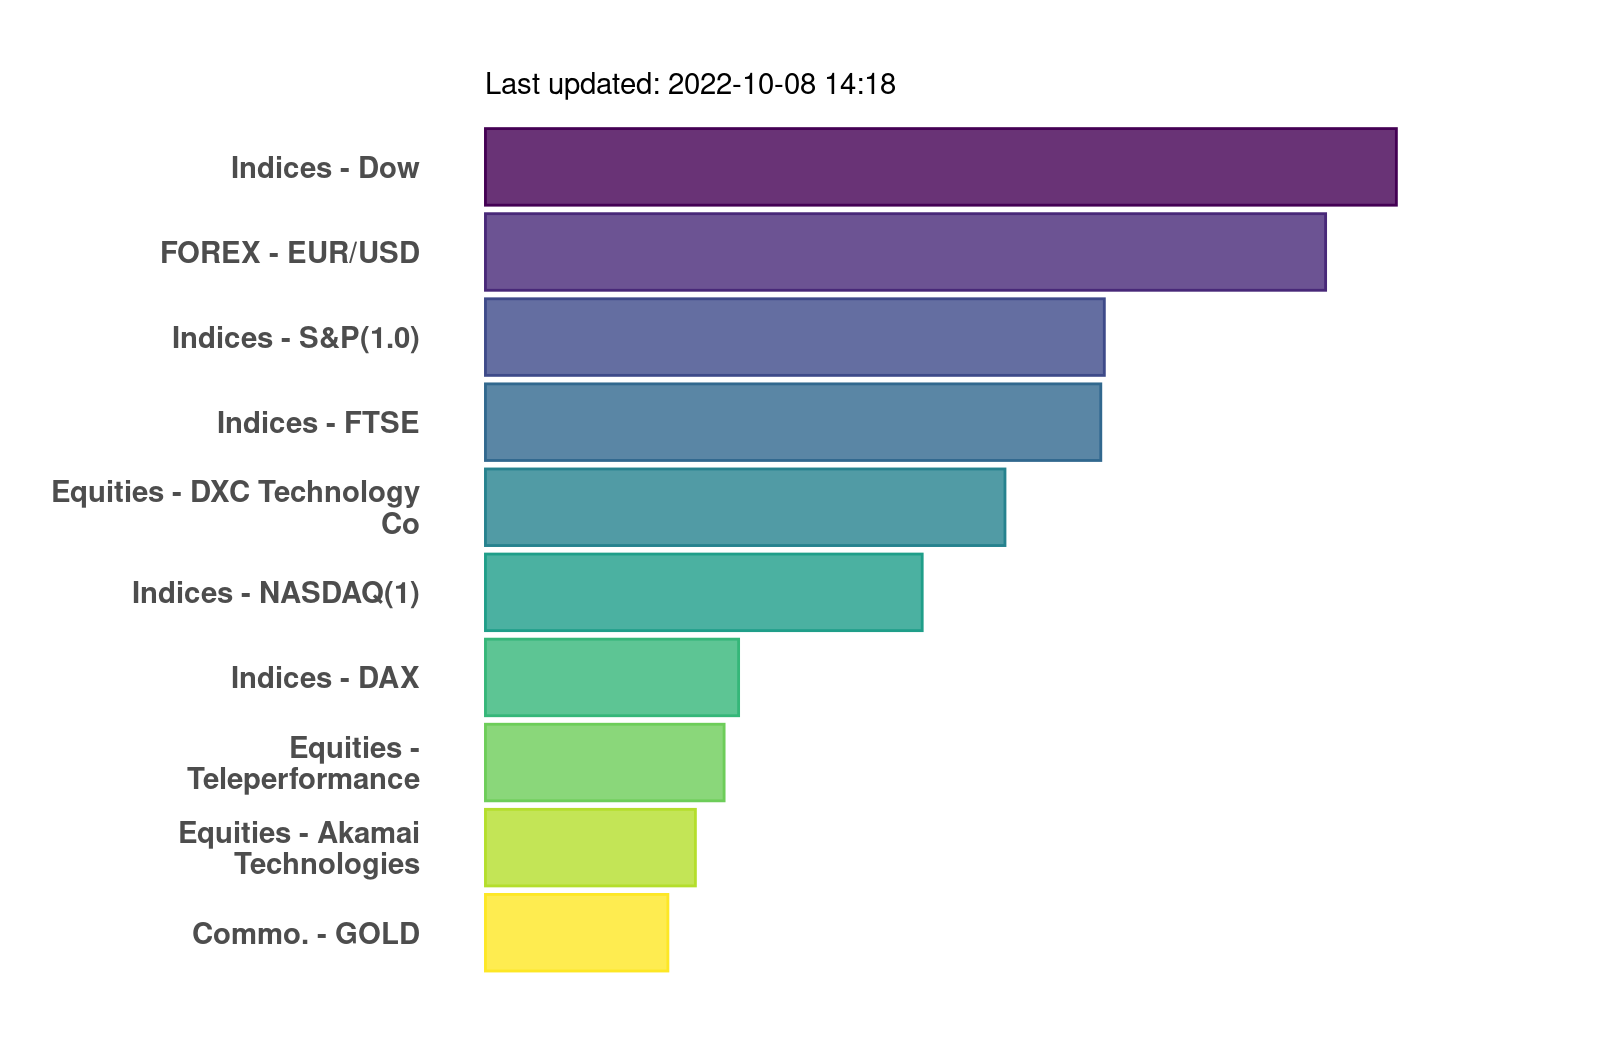 Last updated: 2022-10-08 14:18
Indices - Dow
FOREX - EUR/USD
Indices - S&P(1.0)
Indices - FTSE
Equities - DXC Technology
Co
Indices - NASDAQ(1)
Indices - DAX
Equities -
Teleperformance
Equities - Akamai
Technologies
Commo. - GOLD